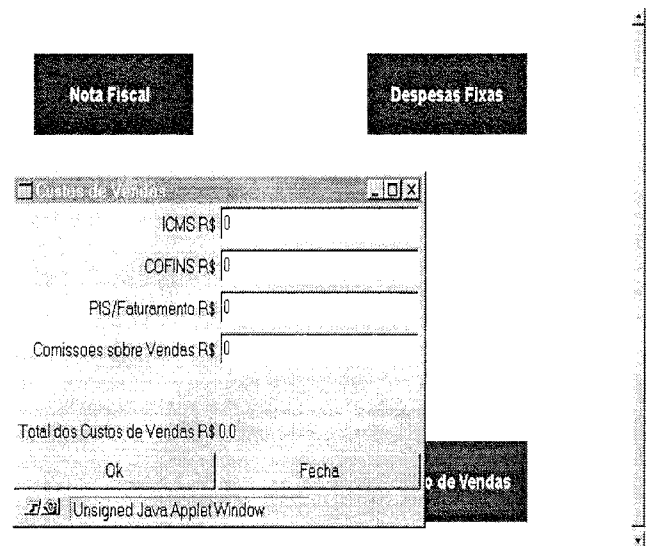 Nota Fiscal
Despesas Fixas
Custos de Vendas
ICMS R$ 0
COFINS R$ 0
PIS/Faturamento R$ 0
Comissoes sobre Vendas R$ 0
Total dos Custos de Vendas R$ 0.0
Ok Fecha
o de Vendas
Unsigned Java Applet Window